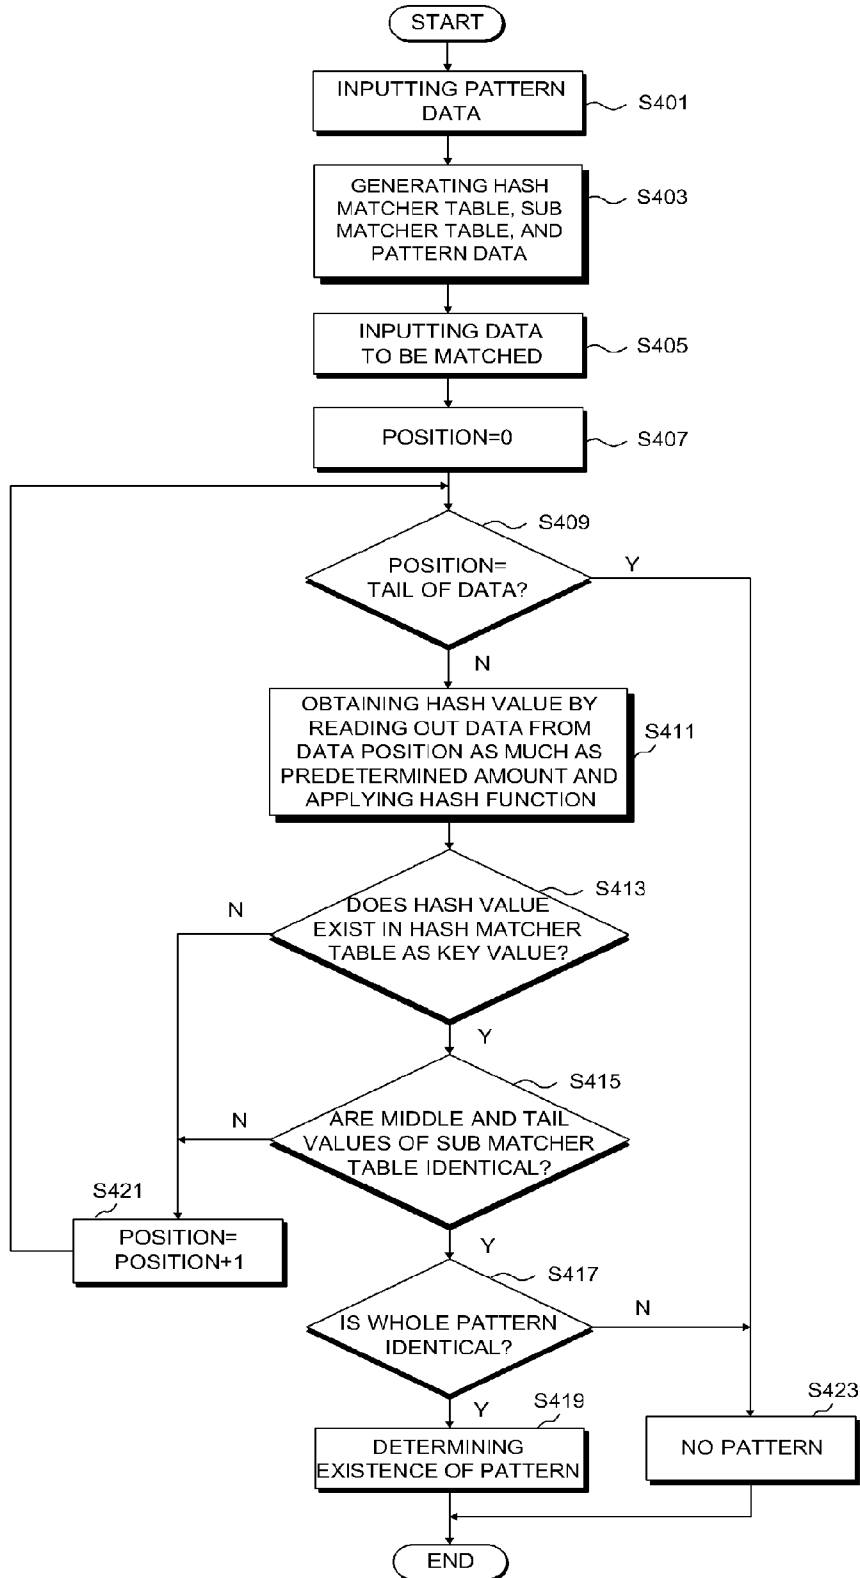 START
INPUTTING PATTERN
DATA
S401
GENERATING HASH
MATCHER TABLE, SUB
MATCHER TABLE, AND
PATTERN DATA
S403
INPUTTING DATA
TO BE MATCHED
S405
POSITION=0
S407
S409
POSITION=
TAIL OF DATA?
Y
N
OBTAINING HASH VALUE BY
READING OUT DATA FROM
DATA POSITION AS MUCH AS
PREDETERMINED AMOUNT AND
APPLYING HASH FUNCTION
S411
S413
DOES HASH VALUE
EXIST IN HASH MATCHER
TABLE AS KEY VALUE?
N
Y
S415
ARE MIDDLE AND TAIL
VALUES OF SUB MATCHER
TABLE IDENTICAL?
N
Y
S421
POSITION=
POSITION+1
S417
IS WHOLE PATTERN
IDENTICAL?
N
Y
S419
DETERMINING
EXISTENCE OF PATTERN
S423
NO PATTERN
END